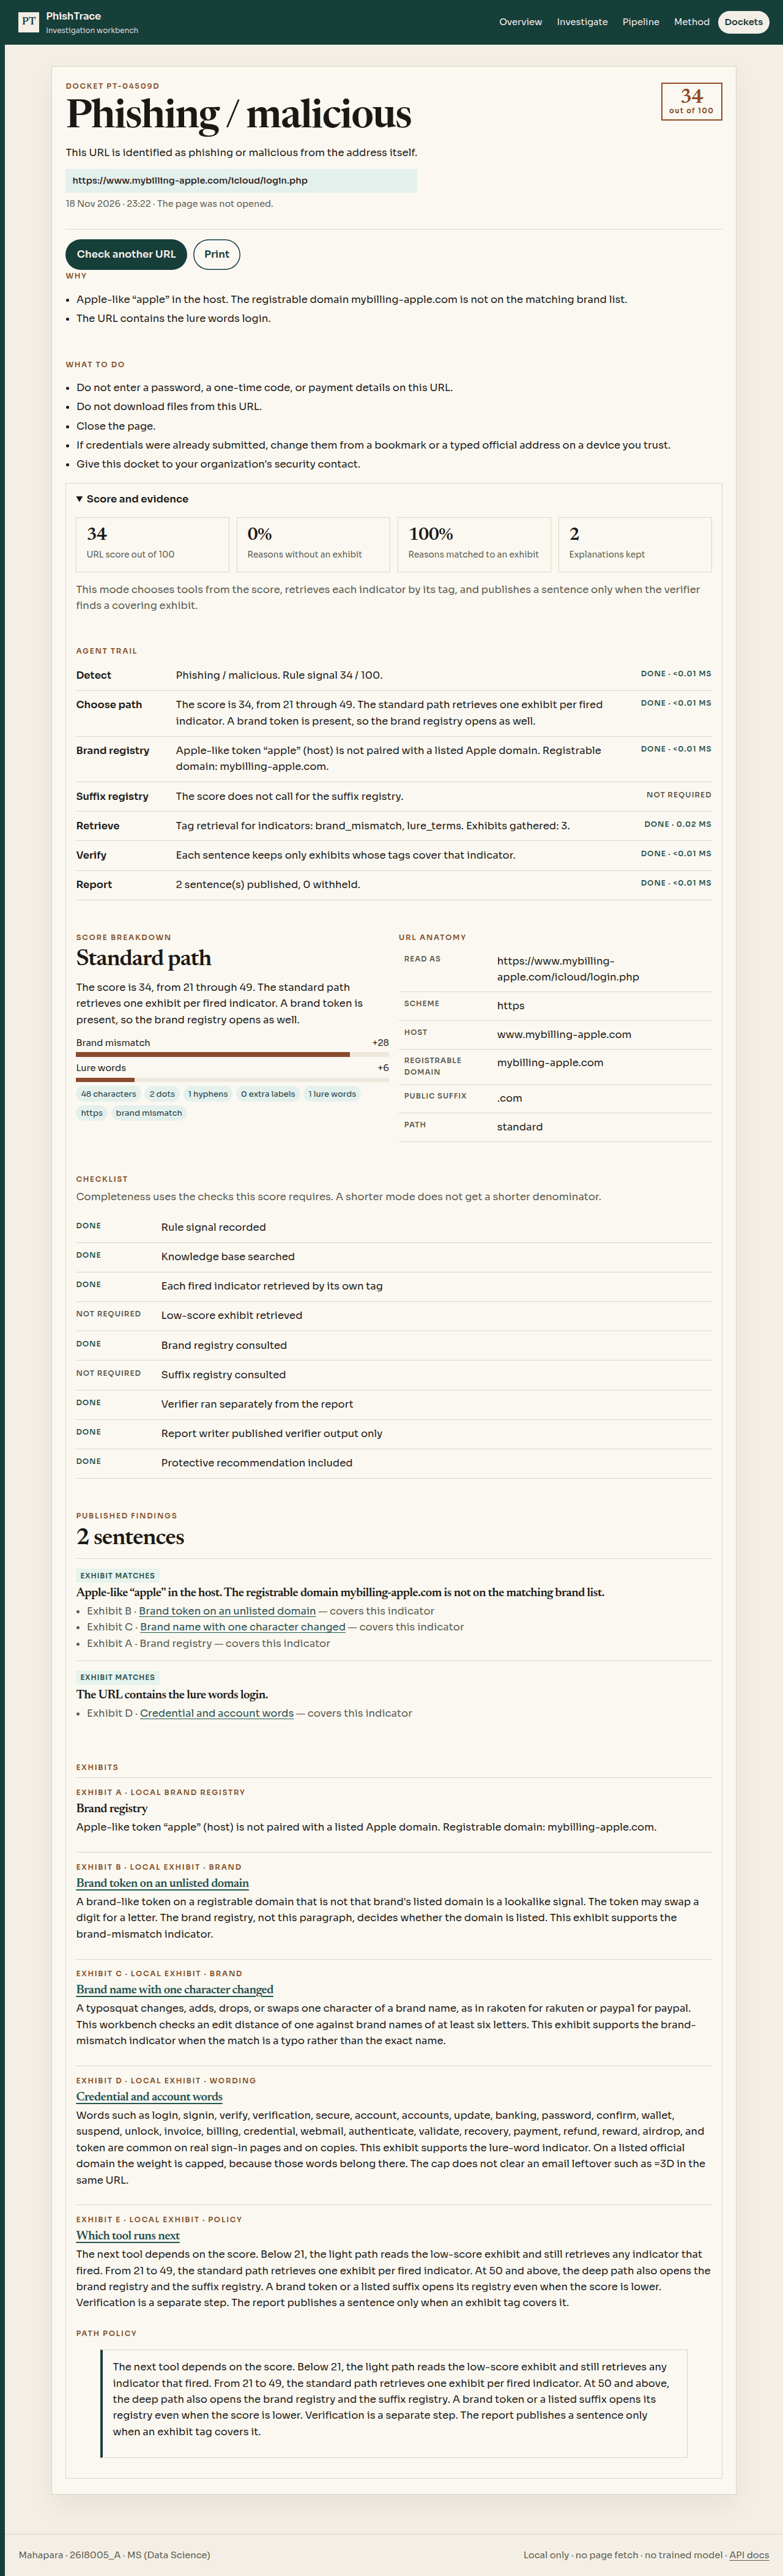 PT
PhishTrace
Investigation workbench
Overview
Investigate
Pipeline
Method
Dockets
DOCKET PT-04509D
Phishing / malicious
34
out of 100
This URL is identified as phishing or malicious from the address itself.
https://www.mybilling-apple.com/icloud/login.php
18 Nov 2026 · 23:22 · The page was not opened.
Check another URL
Print
WHY
• Apple-like “apple” in the host. The registrable domain mybilling-apple.com is not on the matching brand list.
• The URL contains the lure words login.
WHAT TO DO
• Do not enter a password, a one-time code, or payment details on this URL.
• Do not download files from this URL.
• Close the page.
• If credentials were already submitted, change them from a bookmark or a typed official address on a device you trust.
• Give this docket to your organization's security contact.
▼ Score and evidence
34
URL score out of 100
0%
Reasons without an exhibit
100%
Reasons matched to an exhibit
2
Explanations kept
This mode chooses tools from the score, retrieves each indicator by its tag, and publishes a sentence only when the verifier
finds a covering exhibit.
AGENT TRAIL
Detect
Phishing / malicious. Rule signal 34 / 100.
DONE · <0.01 MS
Choose path
The score is 34, from 21 through 49. The standard path retrieves one exhibit per fired
indicator. A brand token is present, so the brand registry opens as well.
DONE · <0.01 MS
Brand registry
Apple-like token “apple” (host) is not paired with a listed Apple domain. Registrable
domain: mybilling-apple.com.
DONE · <0.01 MS
Suffix registry
The score does not call for the suffix registry.
NOT REQUIRED
Retrieve
Tag retrieval for indicators: brand_mismatch, lure_terms. Exhibits gathered: 3.
DONE · 0.02 MS
Verify
Each sentence keeps only exhibits whose tags cover that indicator.
DONE · <0.01 MS
Report
2 sentence(s) published, 0 withheld.
DONE · <0.01 MS
SCORE BREAKDOWN
Standard path
The score is 34, from 21 through 49. The standard path
retrieves one exhibit per fired indicator. A brand token is
present, so the brand registry opens as well.
Brand mismatch +28
Lure words +6
48 characters
2 dots
1 hyphens
0 extra labels
1 lure words
https
brand mismatch
URL ANATOMY
READ AS
https://www.mybilling-
apple.com/icloud/login.php
SCHEME
https
HOST
www.mybilling-apple.com
REGISTRABLE
DOMAIN
mybilling-apple.com
PUBLIC SUFFIX
.com
PATH
standard
CHECKLIST
Completeness uses the checks this score requires. A shorter mode does not get a shorter denominator.
DONE Rule signal recorded
DONE Knowledge base searched
DONE Each fired indicator retrieved by its own tag
NOT REQUIRED Low-score exhibit retrieved
DONE Brand registry consulted
NOT REQUIRED Suffix registry consulted
DONE Verifier ran separately from the report
DONE Report writer published verifier output only
DONE Protective recommendation included
PUBLISHED FINDINGS
2 sentences
EXHIBIT MATCHES
Apple-like “apple” in the host. The registrable domain mybilling-apple.com is not on the matching brand list.
• Exhibit B · Brand token on an unlisted domain — covers this indicator
• Exhibit C · Brand name with one character changed — covers this indicator
• Exhibit A · Brand registry — covers this indicator
EXHIBIT MATCHES
The URL contains the lure words login.
• Exhibit D · Credential and account words — covers this indicator
EXHIBITS
EXHIBIT A · LOCAL BRAND REGISTRY
Brand registry
Apple-like token “apple” (host) is not paired with a listed Apple domain. Registrable domain: mybilling-apple.com.
EXHIBIT B · LOCAL EXHIBIT · BRAND
Brand token on an unlisted domain
A brand-like token on a registrable domain that is not that brand's listed domain is a lookalike signal. The token may swap a
digit for a letter. The brand registry, not this paragraph, decides whether the domain is listed. This exhibit supports the
brand-mismatch indicator.
EXHIBIT C · LOCAL EXHIBIT · BRAND
Brand name with one character changed
A typosquat changes, adds, drops, or swaps one character of a brand name, as in rakoten for rakuten or paypa1 for paypal.
This workbench checks an edit distance of one against brand names of at least six letters. This exhibit supports the brand-
mismatch indicator when the match is a typo rather than the exact name.
EXHIBIT D · LOCAL EXHIBIT · WORDING
Credential and account words
Words such as login, signin, verify, verification, secure, account, accounts, update, banking, password, confirm, wallet,
suspend, unlock, invoice, billing, credential, webmail, authenticate, validate, recovery, payment, refund, reward, airdrop, and
token are common on real sign-in pages and on copies. This exhibit supports the lure-word indicator. On a listed official
domain the weight is capped, because those words belong there. The cap does not clear an email leftover such as =3D in the
same URL.
EXHIBIT E · LOCAL EXHIBIT · POLICY
Which tool runs next
The next tool depends on the score. Below 21, the light path reads the low-score exhibit and still retrieves any indicator that
fired. From 21 to 49, the standard path retrieves one exhibit per fired indicator. At 50 and above, the deep path also opens the
brand registry and the suffix registry. A brand token or a listed suffix opens its registry even when the score is lower.
Verification is a separate step. The report publishes a sentence only when an exhibit tag covers it.
PATH POLICY
The next tool depends on the score. Below 21, the light path reads the low-score exhibit and still retrieves any
indicator that fired. From 21 to 49, the standard path retrieves one exhibit per fired indicator. At 50 and above,
the deep path also opens the brand registry and the suffix registry. A brand token or a listed suffix opens its
registry even when the score is lower. Verification is a separate step. The report publishes a sentence only
when an exhibit tag covers it.
Mahapara · 26I8005_A · MS (Data Science)
Local only · no page fetch · no trained model · API docs